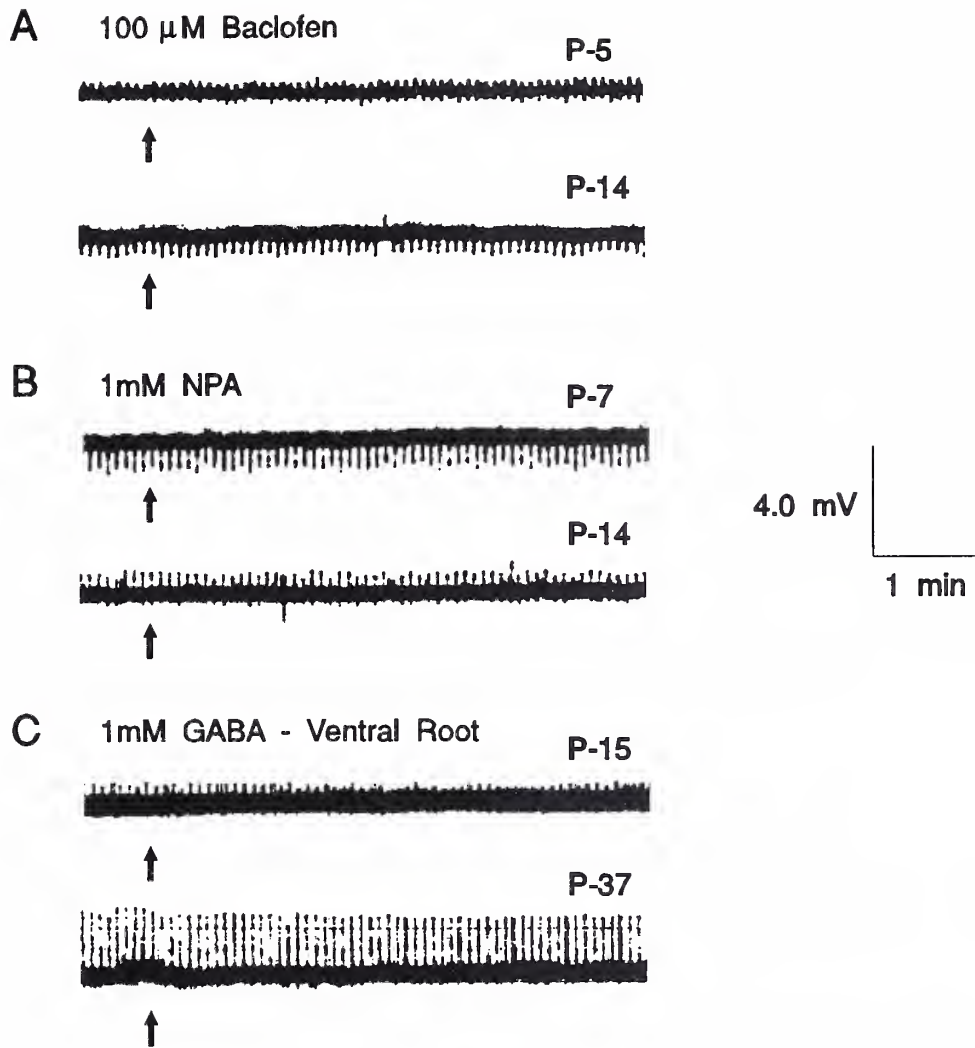 A 100 μM Baclofen
P-5
P-14
B 1mM NPA
P-7
P-14
4.0 mV
1 min
C 1mM GABA - Ventral Root
P-15
P-37